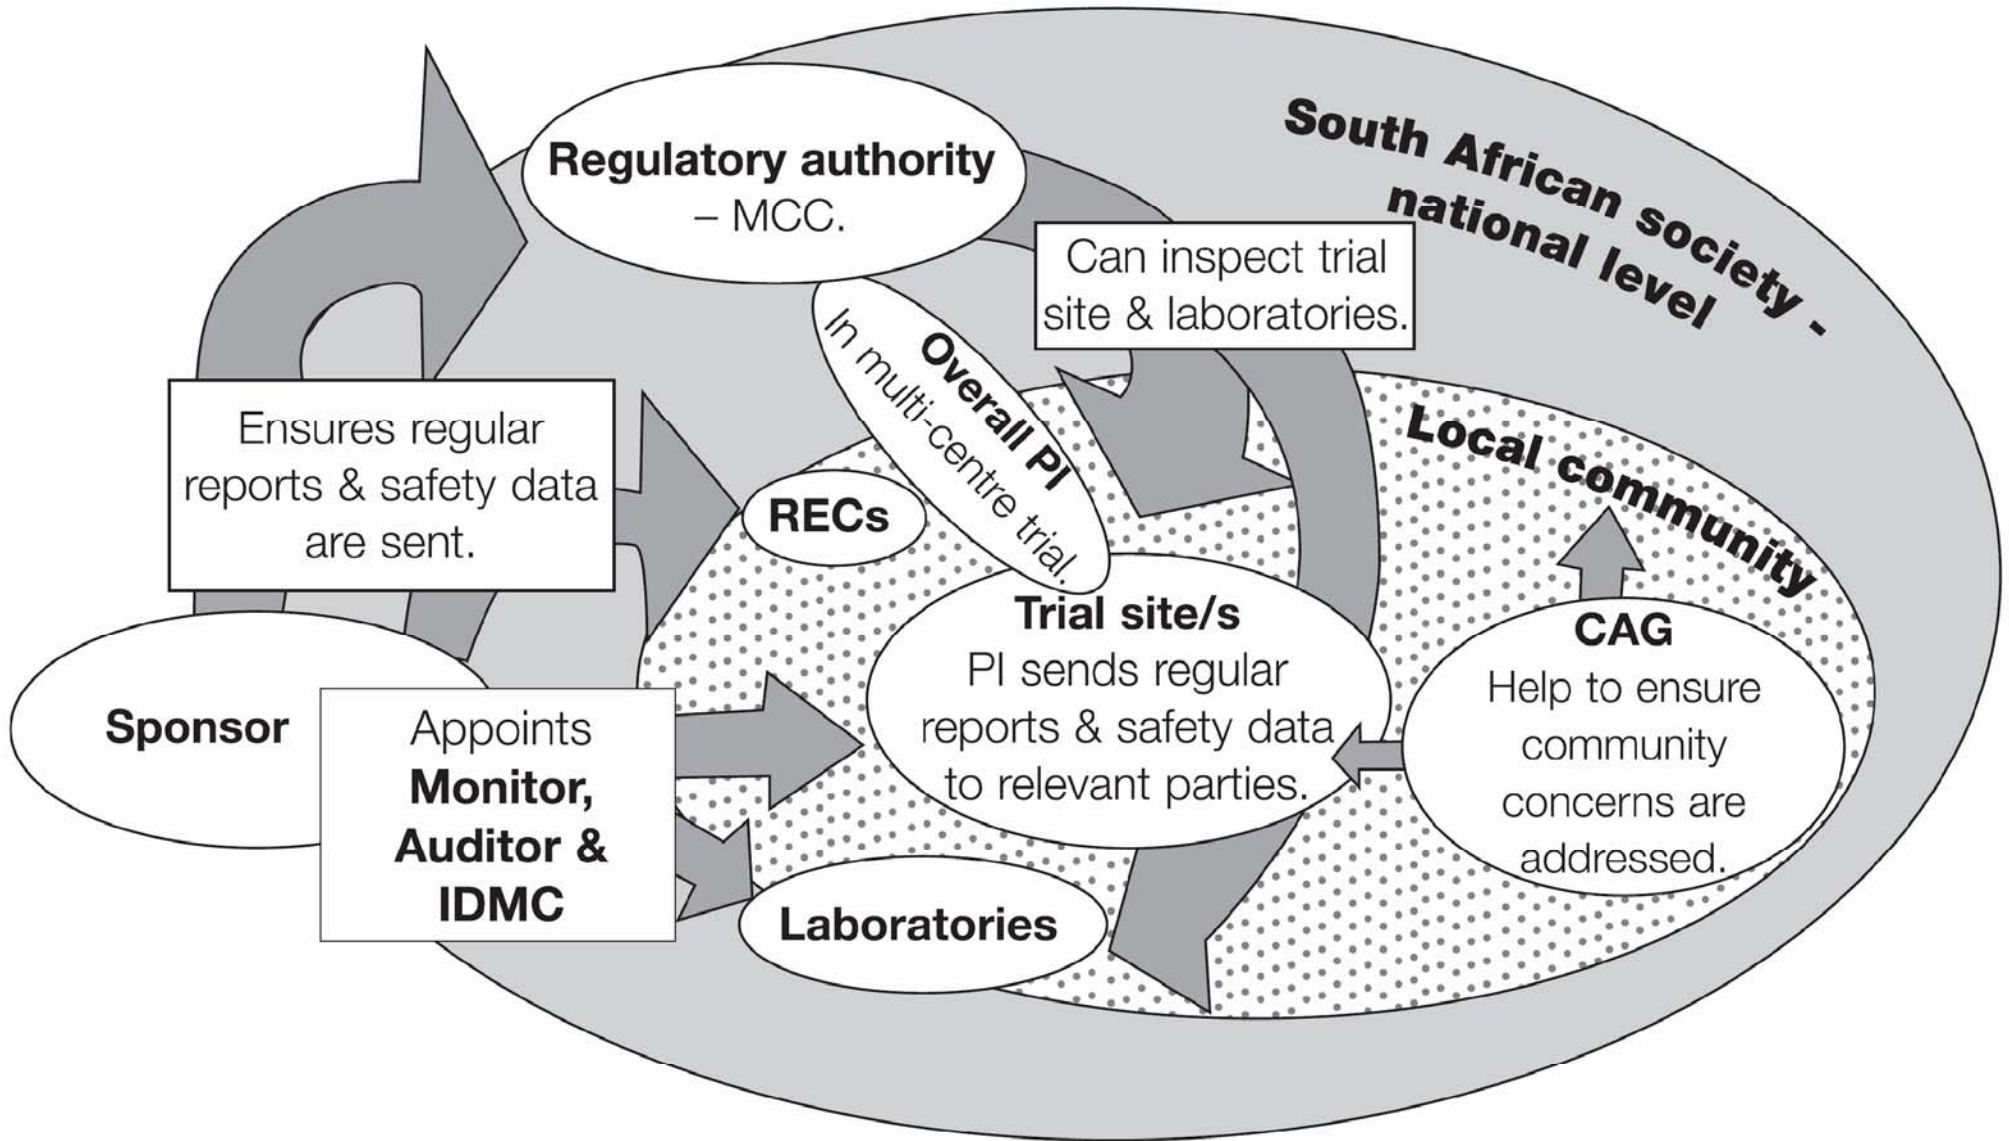 Regulatory authority
– MCC.
South African society -
national level
Can inspect trial
site & laboratories.
Overall PI
In multi-centre trial.
Ensures regular
reports & safety data
are sent.
RECs
Local community
Trial site/s
PI sends regular
reports & safety data
to relevant parties.
CAG
Help to ensure
community
concerns are
addressed.
Sponsor
Appoints
Monitor,
Auditor &
IDMC
Laboratories